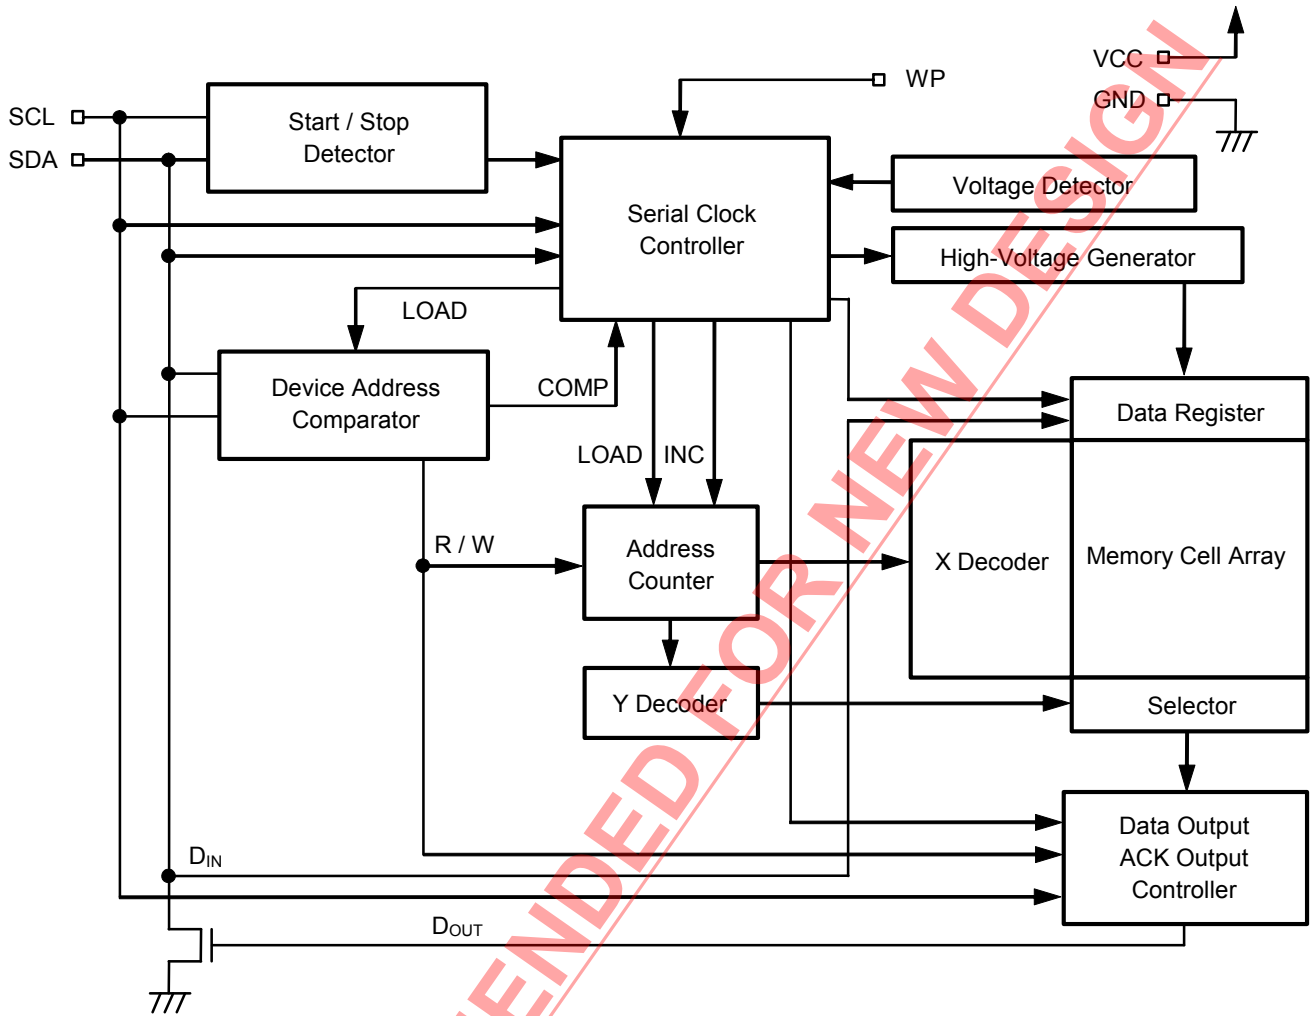 VCC
WP
GND
SCL
Start / Stop
Detector
SDA
Voltage Detector
Serial Clock
Controller
High-Voltage Generator
LOAD
Device Address
Comparator
COMP
Data Register
LOAD INC
R / W
Address
Counter
X Decoder
Memory Cell Array
Y Decoder
Selector
Data Output
ACK Output
Controller
DIN
DOUT
ENDED FOR NEW DESIGN